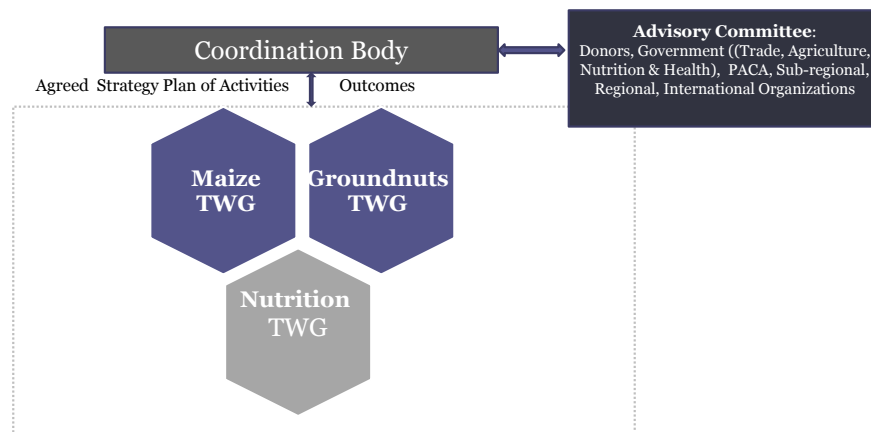 Coordination Body
Advisory Committee:
Donors, Government ((Trade, Agriculture,
Nutrition & Health), PACA, Sub-regional,
Regional, International Organizations
Agreed Strategy Plan of Activities
Outcomes
Maize
TWG
Groundnuts
TWG
Nutrition
TWG